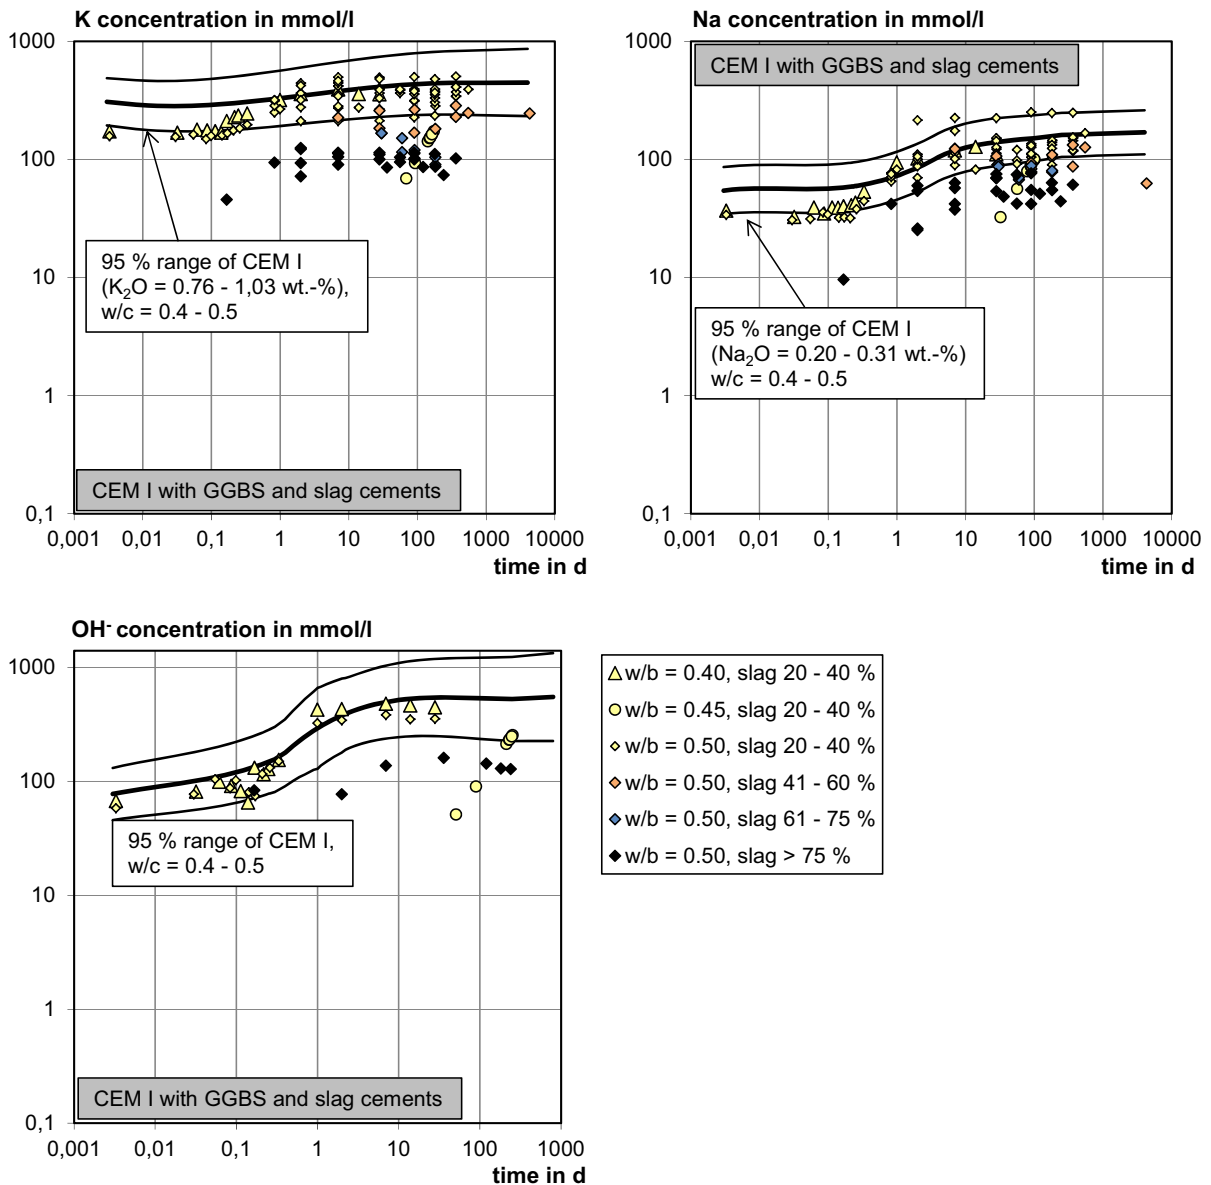 K concentration in mmol/l
1000
100
10
1
0,1
95 % range of CEM I
(K₂O = 0.76 - 1,03 wt.-%),
w/c = 0.4 - 0.5
CEM I with GGBS and slag cements
0,001 0,01 0,1 1 10 100 1000 10000
time in d
Na concentration in mmol/l
1000
100
10
1
0,1
CEM I with GGBS and slag cements
95 % range of CEM I
(Na₂O = 0.20 - 0.31 wt.-%)
w/c = 0.4 - 0.5
0,001 0,01 0,1 1 10 100 1000 10000
time in d
OH⁻ concentration in mmol/l
1000
100
10
1
0,1
95 % range of CEM I,
w/c = 0.4 - 0.5
CEM I with GGBS and slag cements
0,001 0,01 0,1 1 10 100 1000
time in d
w/b = 0.40, slag 20 - 40 %
w/b = 0.45, slag 20 - 40 %
w/b = 0.50, slag 20 - 40 %
w/b = 0.50, slag 41 - 60 %
w/b = 0.50, slag 61 - 75 %
w/b = 0.50, slag > 75 %